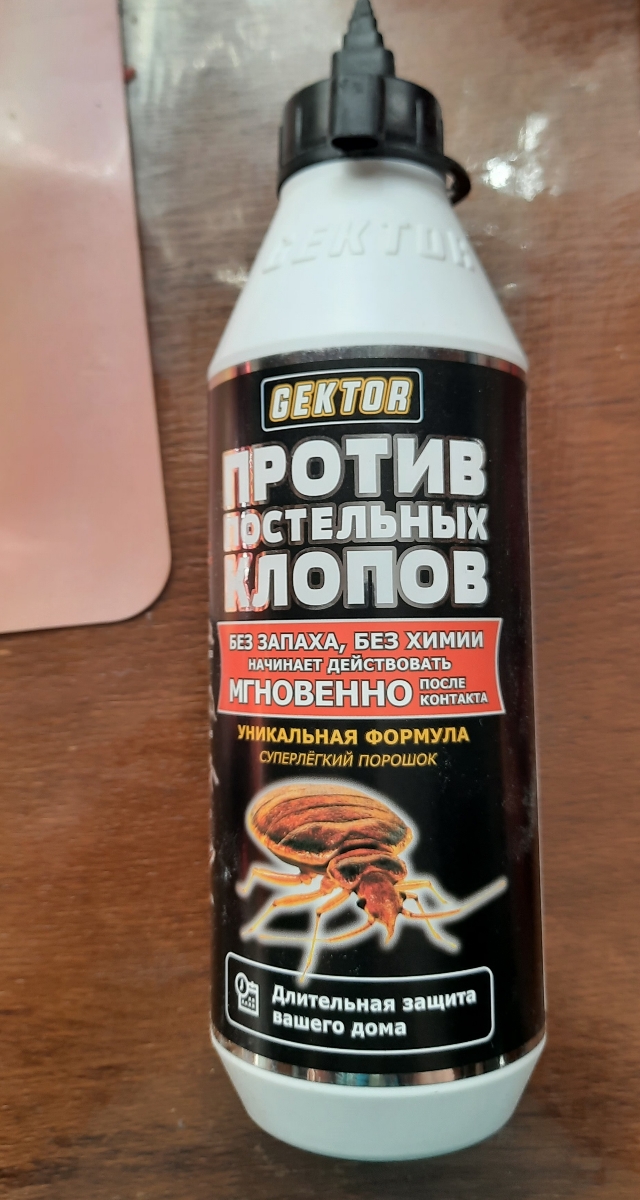 GEKTOR
GEKTOR
ПРОТИВ
ПОСТЕЛЬНЫХ
КЛОПОВ
БЕЗ ЗАПАХА, БЕЗ ХИМИИ
НАЧИНАЕТ ДЕЙСТВОВАТЬ
МГНОВЕННО ПОСЛЕ КОНТАКТА
УНИКАЛЬНАЯ ФОРМУЛА
СУПЕРЛЁГКИЙ ПОРОШОК
Длительная защита
вашего дома